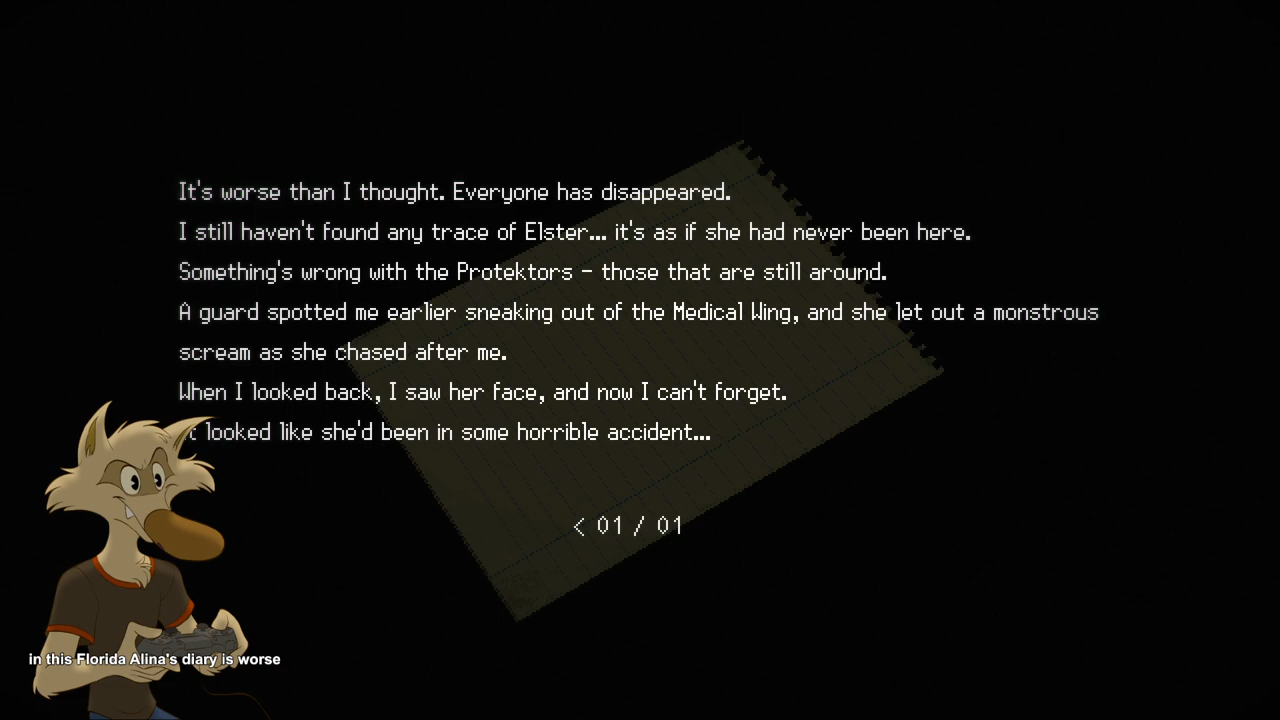 It's worse than I thought. Everyone has disappeared.
I still haven't found any trace of Elster... it's as if she had never been here.
Something's wrong with the Protektors - those that are still around.
A guard spotted me earlier sneaking out of the Medical Wing, and she let out a monstrous
scream as she chased after me.
When I looked back, I saw her face, and now I can't forget.
It looked like she'd been in some horrible accident...
< 01 / 01
in this Florida Alina's diary is worse